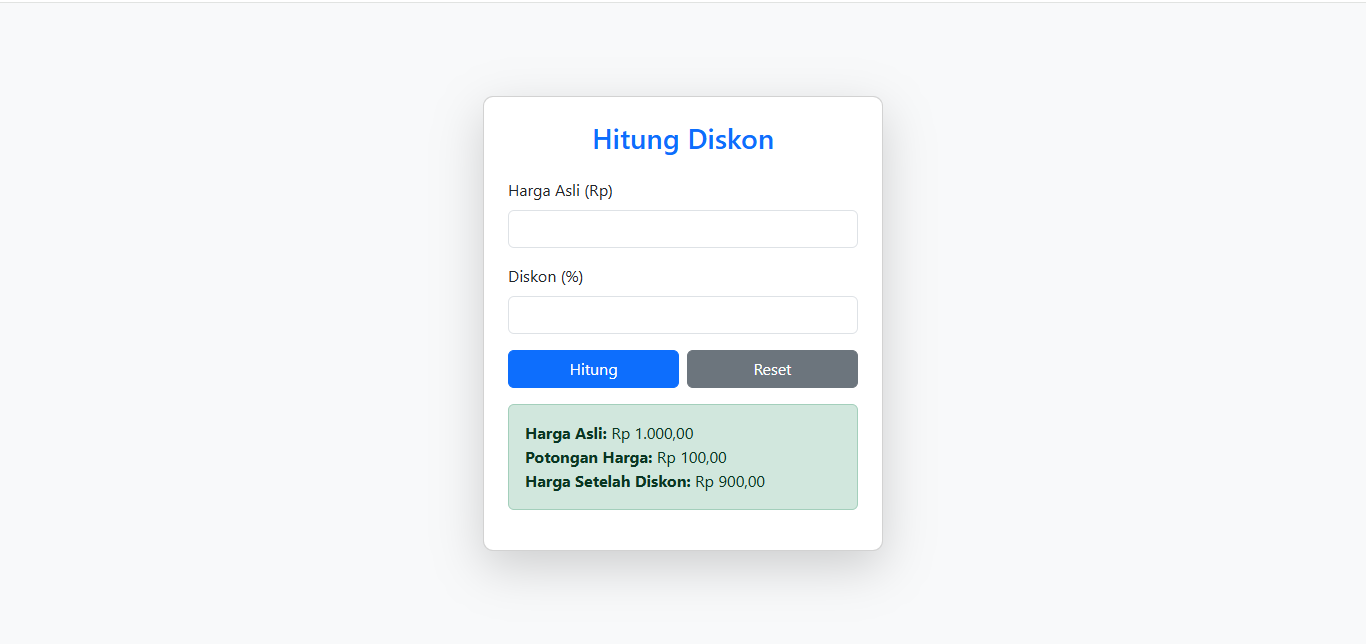 Hitung Diskon
Harga Asli (Rp)
Diskon (%)
Hitung
Reset
Harga Asli: Rp 1.000,00
Potongan Harga: Rp 100,00
Harga Setelah Diskon: Rp 900,00